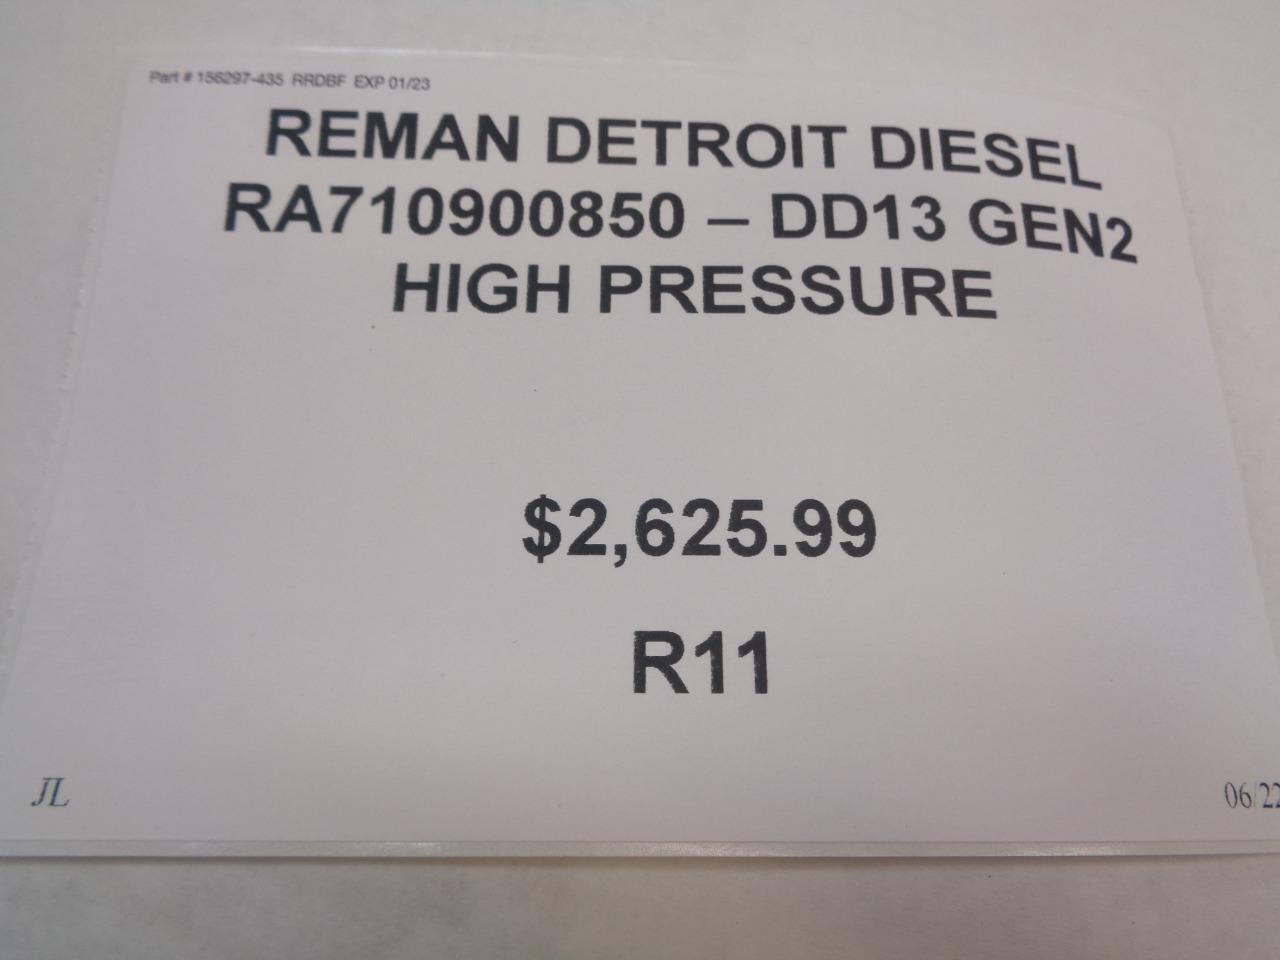 Part # 156297-435 RRDBF EXP 01/23
REMAN DETROIT DIESEL
RA710900850 – DD13 GEN2
HIGH PRESSURE
$2,625.99
R11
JL
06/22